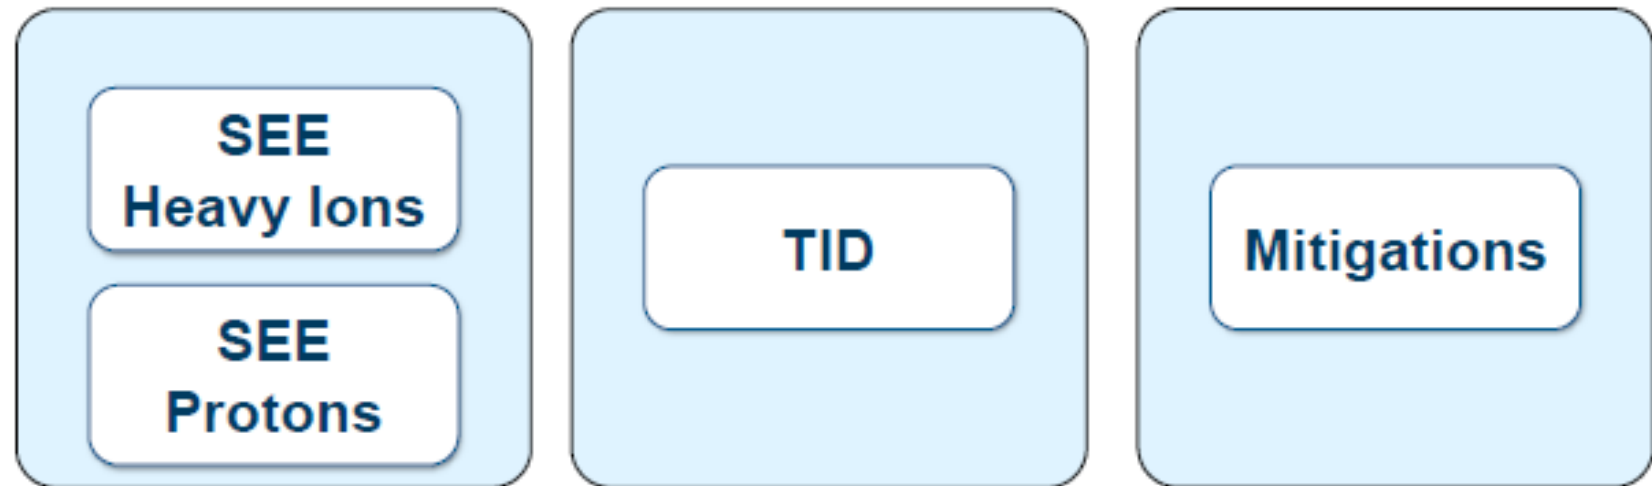 SEE
Heavy Ions
SEE
Protons
TID
Mitigations